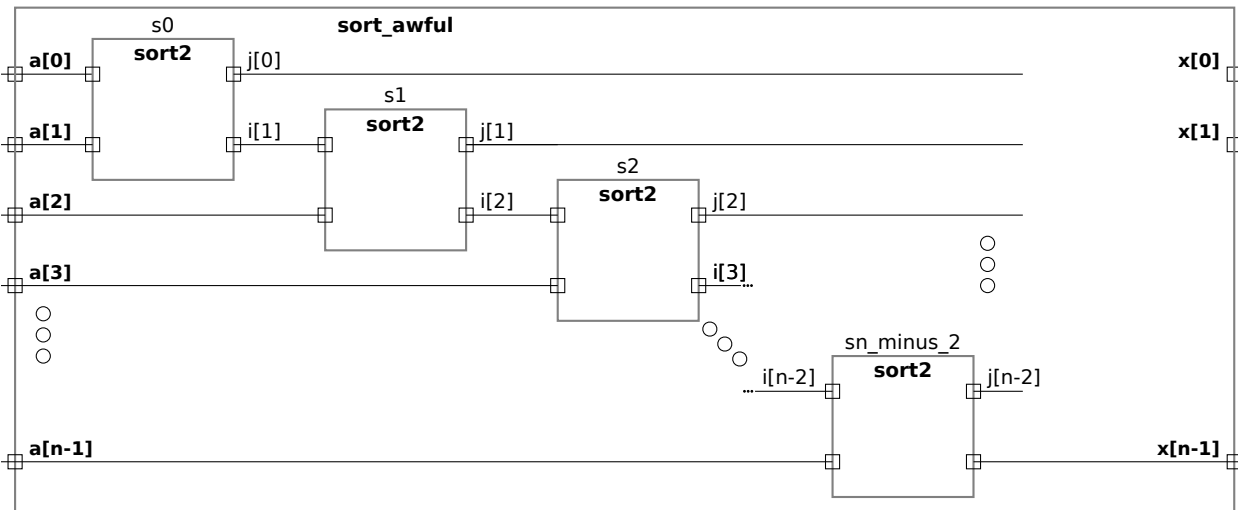 s0
sort_awful
a[0]
sort2
j[0]
x[0]
s1
a[1]
i[1]
sort2
j[1]
x[1]
s2
a[2]
i[2]
sort2
j[2]
a[3]
i[3]
...
sn_minus_2
... i[n-2]
sort2
j[n-2]
a[n-1]
x[n-1]